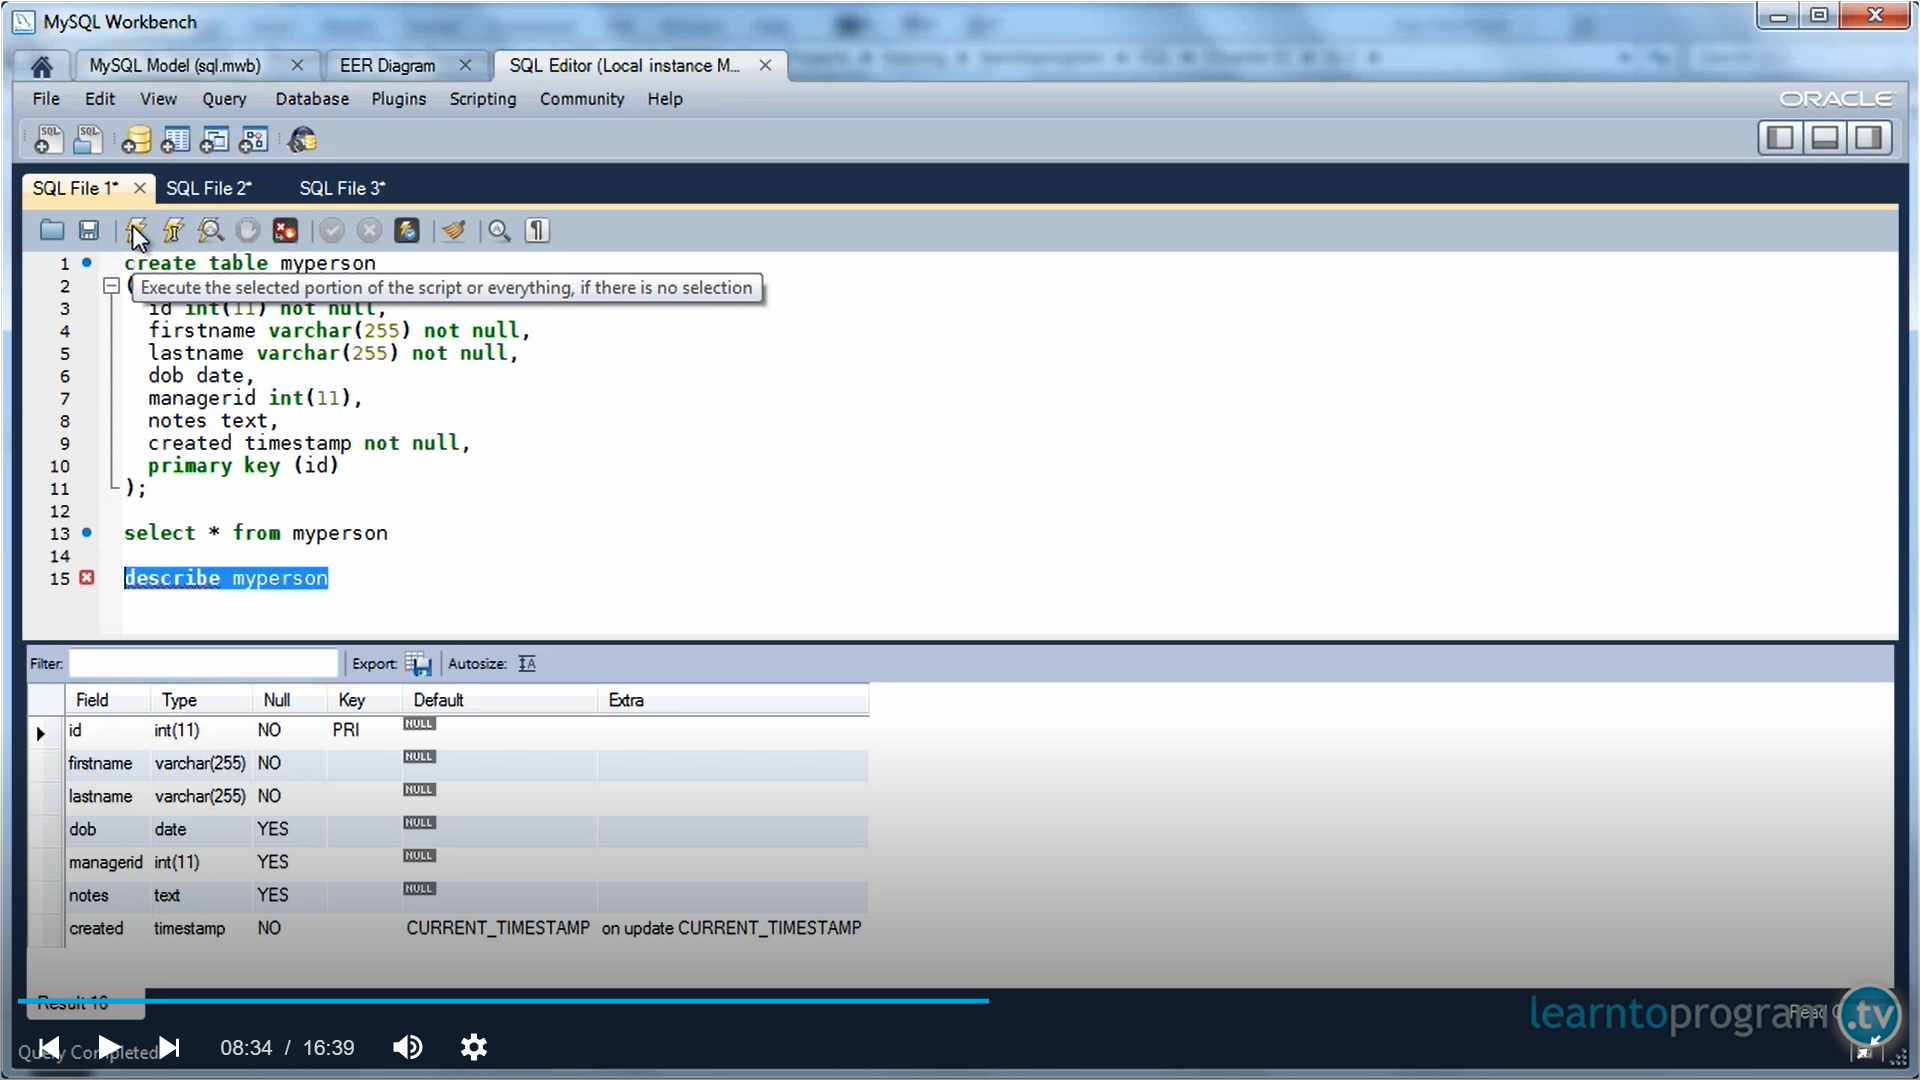 MySQL Workbench
MySQL Model (sql.mwb) EER Diagram SQL Editor (Local instance M...
File Edit View Query Database Plugins Scripting Community Help
ORACLE
SQL File 1* SQL File 2* SQL File 3*
1 create table myperson
2
Execute the selected portion of the script or everything, if there is no selection
3 id int(11) not null,
4 firstname varchar(255) not null,
5 lastname varchar(255) not null,
6 dob date,
7 managerid int(11),
8 notes text,
9 created timestamp not null,
10 primary key (id)
11 );
12
13 select * from myperson
14
15 describe myperson
Filter: Export: Autosize:
Field Type Null Key Default Extra
id int(11) NO PRI NULL
firstname varchar(255) NO NULL
lastname varchar(255) NO NULL
dob date YES NULL
managerid int(11) YES NULL
notes text YES NULL
created timestamp NO CURRENT_TIMESTAMP on update CURRENT_TIMESTAMP
Result 16
learntoprogram .tv
Query Completed
08:34 / 16:39